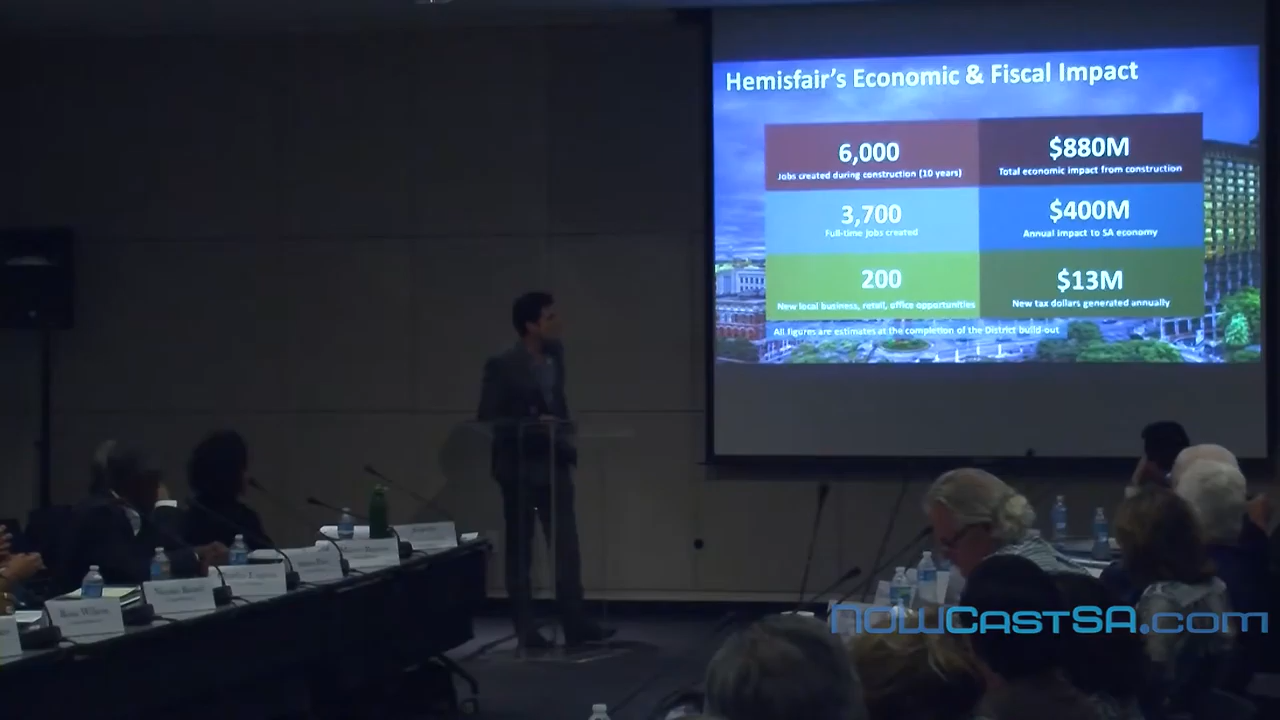 Hemisfair's Economic & Fiscal Impact
6,000
Jobs created during construction (10 years)
$880M
Total economic impact from construction
3,700
Full-time jobs created
$400M
Annual impact to SA economy
200
New local business, retail, office opportunities
$13M
New tax dollars generated annually
All figures are estimates at the completion of the District build-out
NOWCastSA.com